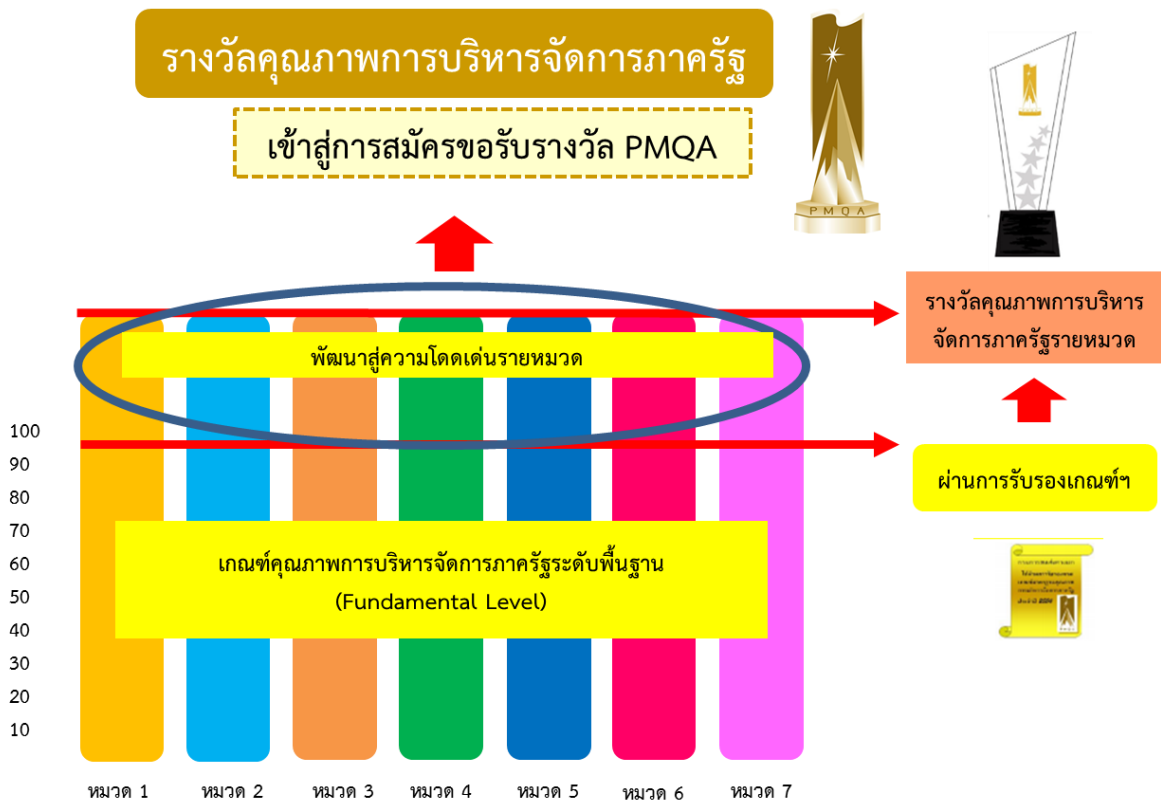 รางวัลคุณภาพการบริหารจัดการภาครัฐ
เข้าสู่การสมัครขอรับรางวัล PMQA
PMQA
รางวัลคุณภาพการบริหาร
จัดการภาครัฐรายหมวด
พัฒนาสู่ความโดดเด่นรายหมวด
ผ่านการรับรองเกณฑ์ฯ
100
90
80
70
60
50
40
30
20
10
เกณฑ์คุณภาพการบริหารจัดการภาครัฐระดับพื้นฐาน
(Fundamental Level)
หมวด 1
หมวด 2
หมวด 3
หมวด 4
หมวด 5
หมวด 6
หมวด 7